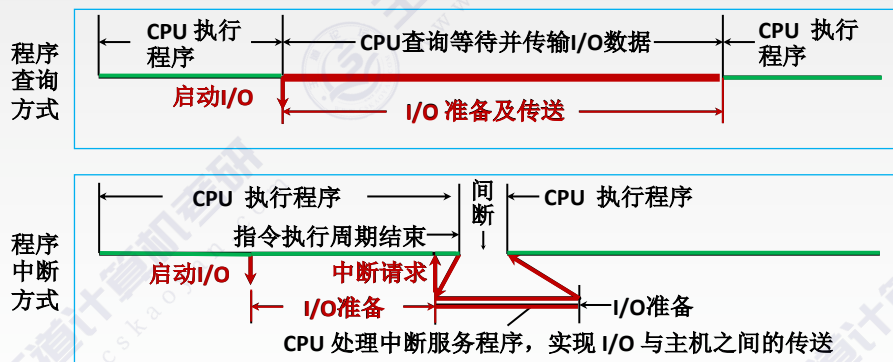 程序
查询
方式
CPU 执行
程序
CPU查询等待并传输I/O数据
CPU 执行
程序
启动I/O
I/O 准备及传送
程序
中断
方式
CPU 执行程序
间
断
CPU 执行程序
指令执行周期结束
启动I/O
中断请求
I/O准备
I/O准备
CPU 处理中断服务程序，实现 I/O 与主机之间的传送